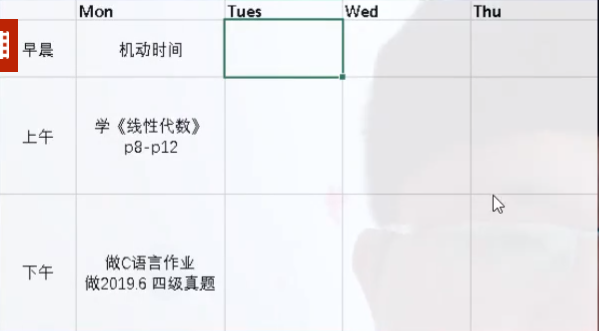 Mon Tues Wed Thu
早晨 机动时间
上午 学《线性代数》
p8-p12
下午 做C语言作业
做2019.6 四级真题